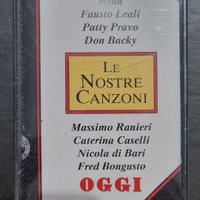 Mina
Fausto Leali
Patty Pravo
Don Backy
LE NOSTRE
CANZONI
Massimo Ranieri
Caterina Caselli
Nicola di Bari
Fred Bongusto
OGGI